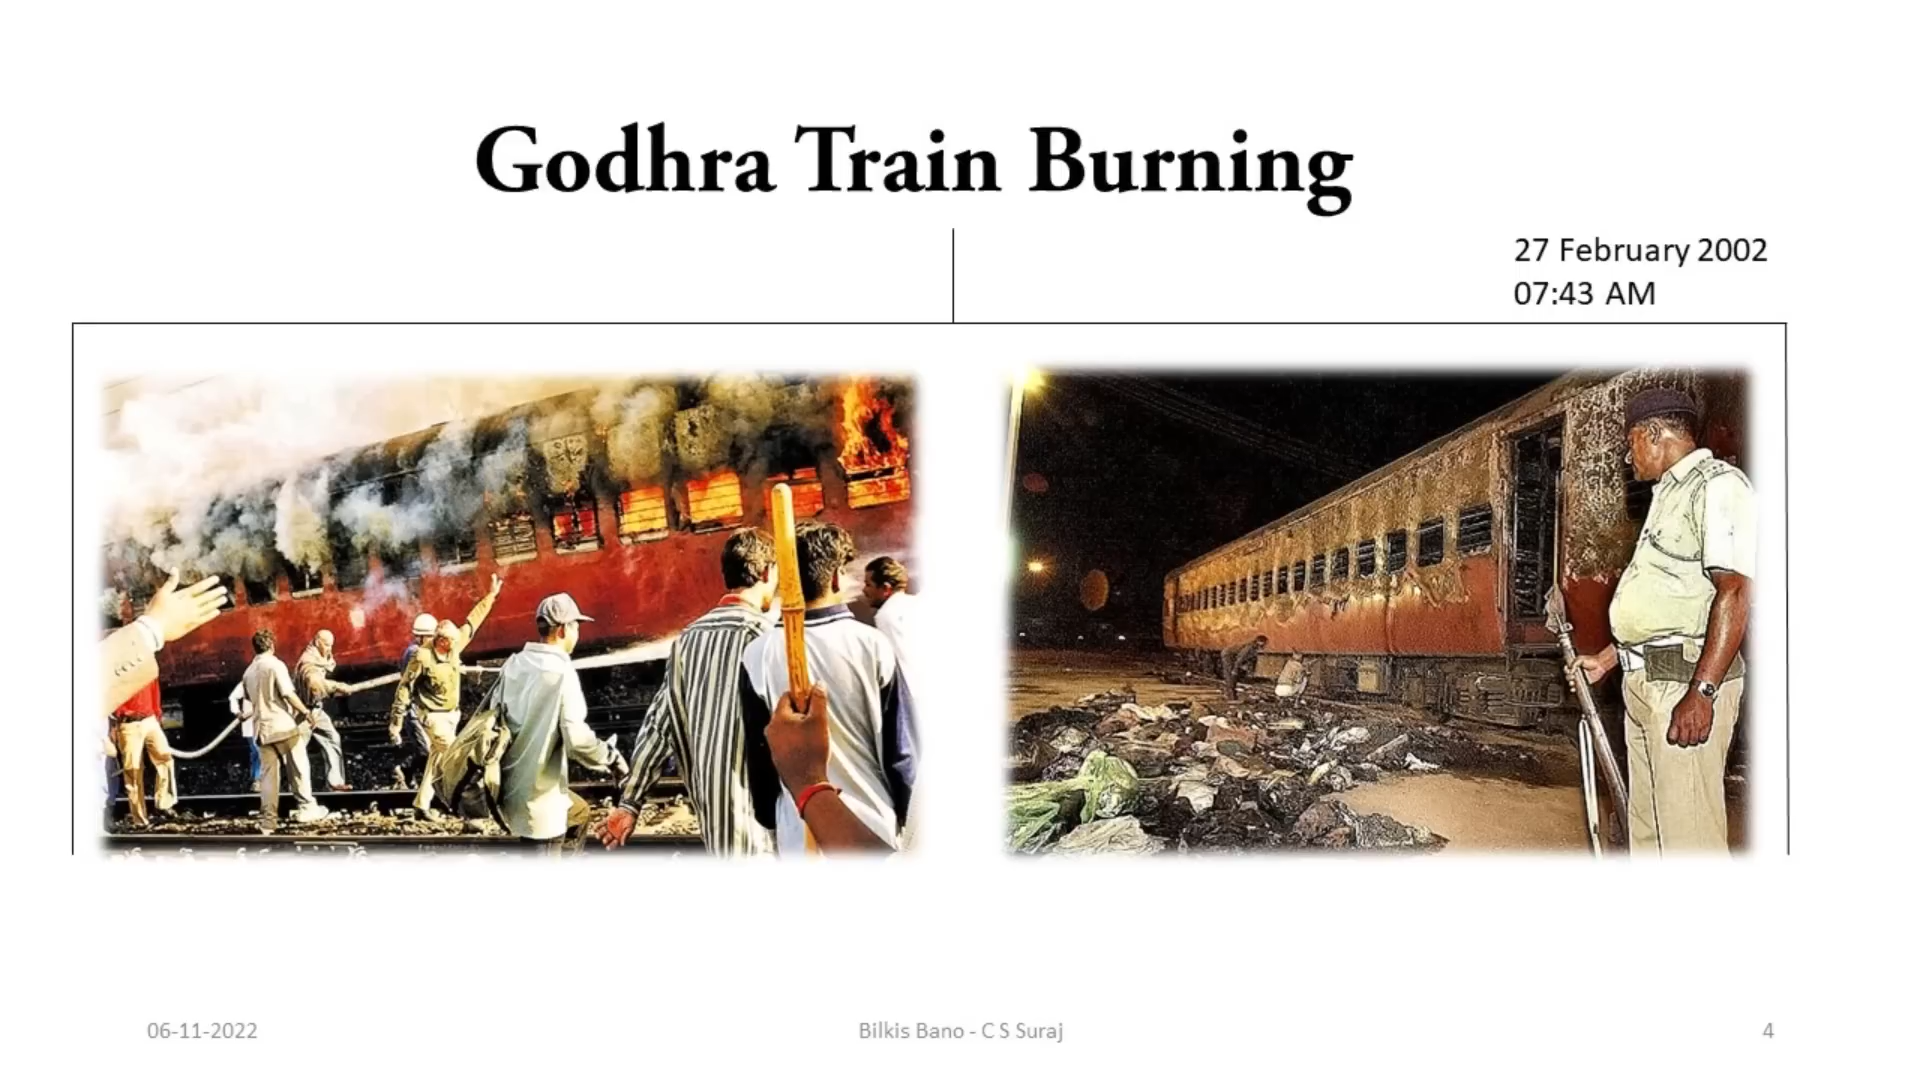 Godhra Train Burning
27 February 2002
07:43 AM
06-11-2022
Bilkis Bano - C S Suraj
4